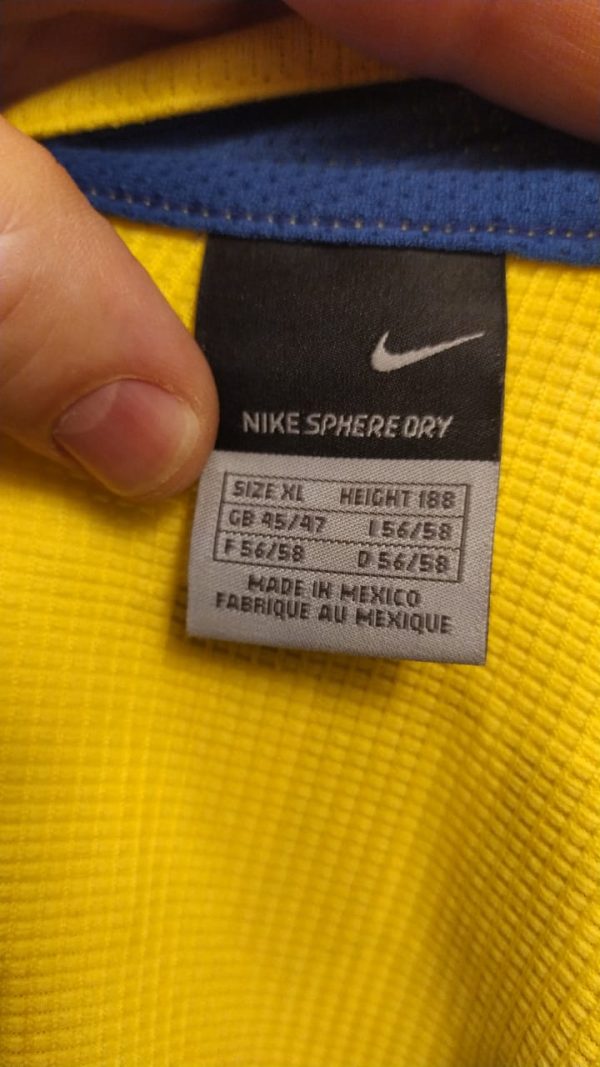 NIKE SPHERE DRY
SIZE XL HEIGHT 188
GB 45/47 I 56/58
F 56/58 D 56/58
MADE IN MEXICO
FABRIQUE AU MEXIQUE